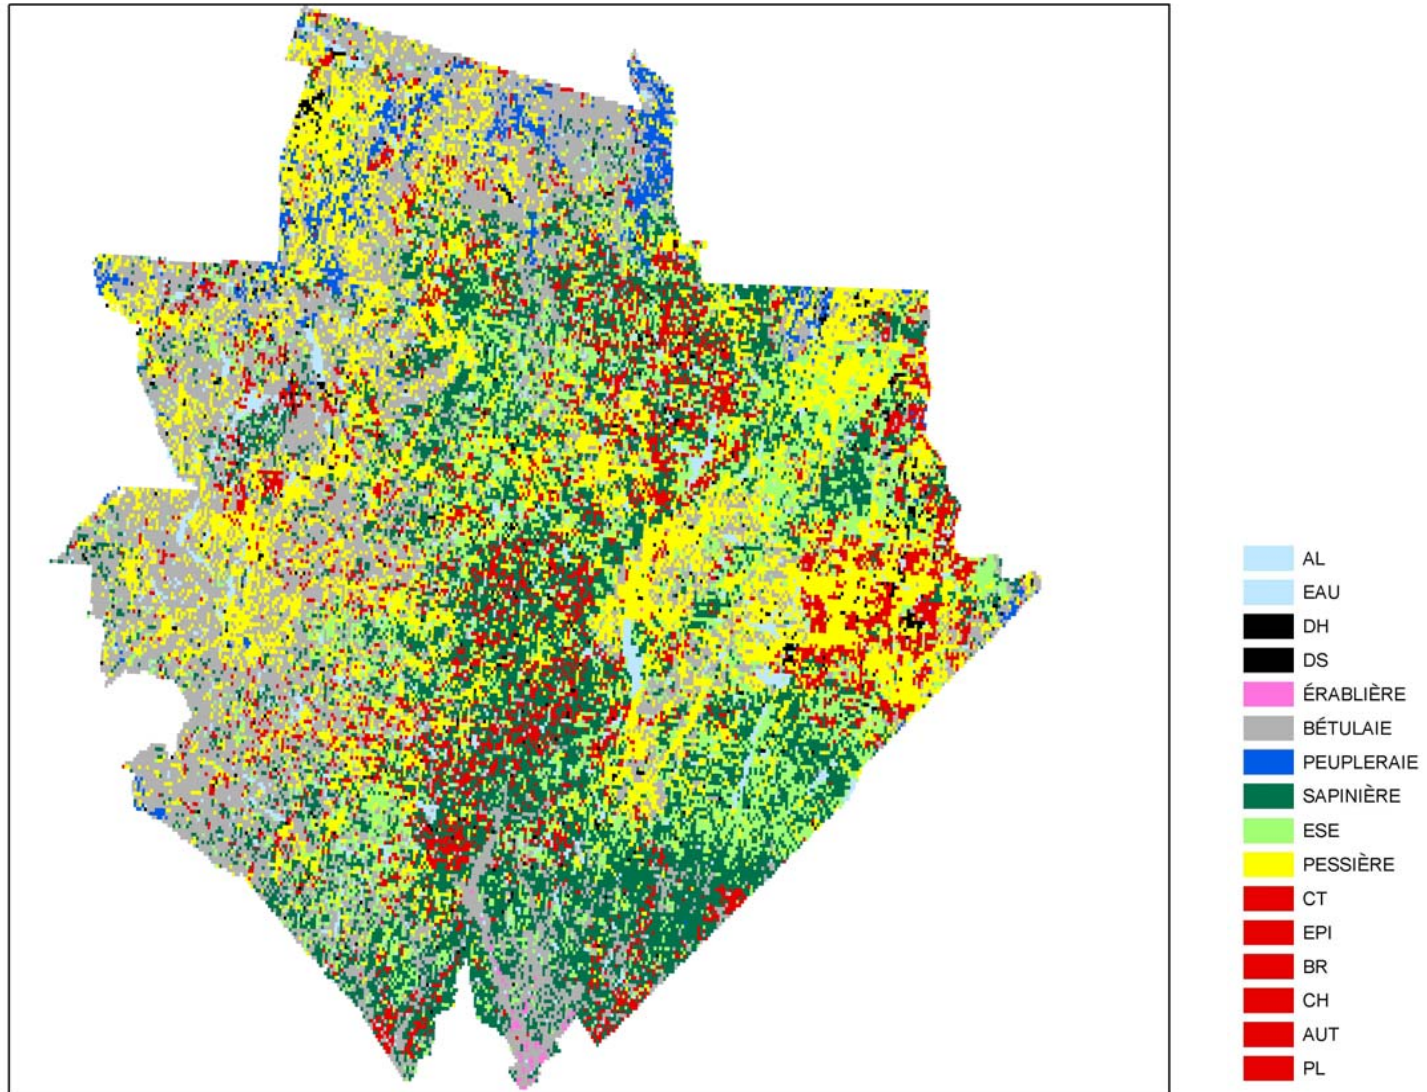 AL
EAU
DH
DS
ÉRABLIÈRE
BÉTULAIE
PEUPLERAIE
SAPINIÈRE
ESE
PESSIÈRE
CT
EPI
BR
CH
AUT
PL